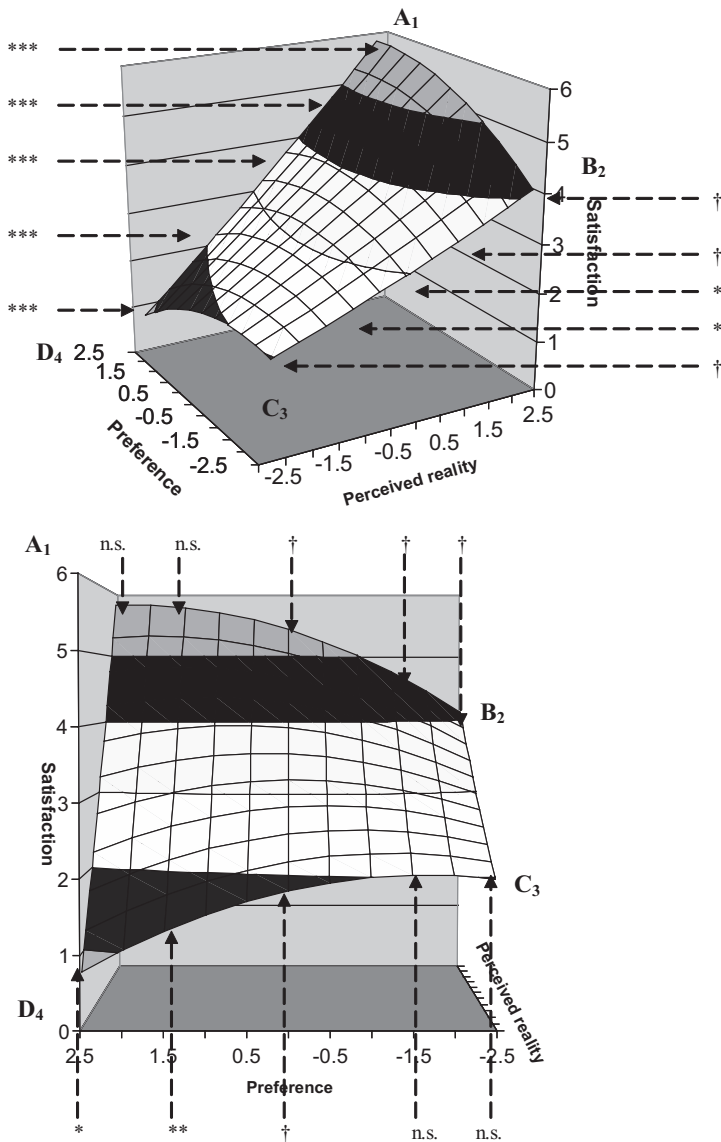 A1
***
6
***
5
B2
***
4
†
Satisfaction
3
†
***
2
*
1
*
***
D4 2.5
†
1.5
0
0.5
C3
2.5
-0.5
1.5
-1.5
0.5
-2.5
-0.5
-1.5
-2.5
Preference
Perceived reality
A1 n.s. n.s. † † †
6
5
B2
4
Satisfaction
3
2
C3
1
Perceived reality
D4
0
2.5 1.5 0.5 -0.5 -1.5 -2.5
Preference
* ** † n.s. n.s.